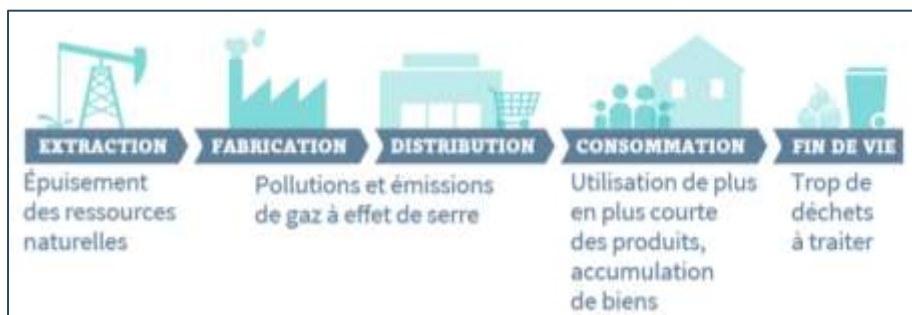 EXTRACTION
FABRICATION
DISTRIBUTION
CONSOMMATION
FIN DE VIE
Épuisement
des ressources
naturelles
Pollutions et émissions
de gaz à effet de serre
Utilisation de plus
en plus courte
des produits,
accumulation
de biens
Trop de
déchets
à traiter